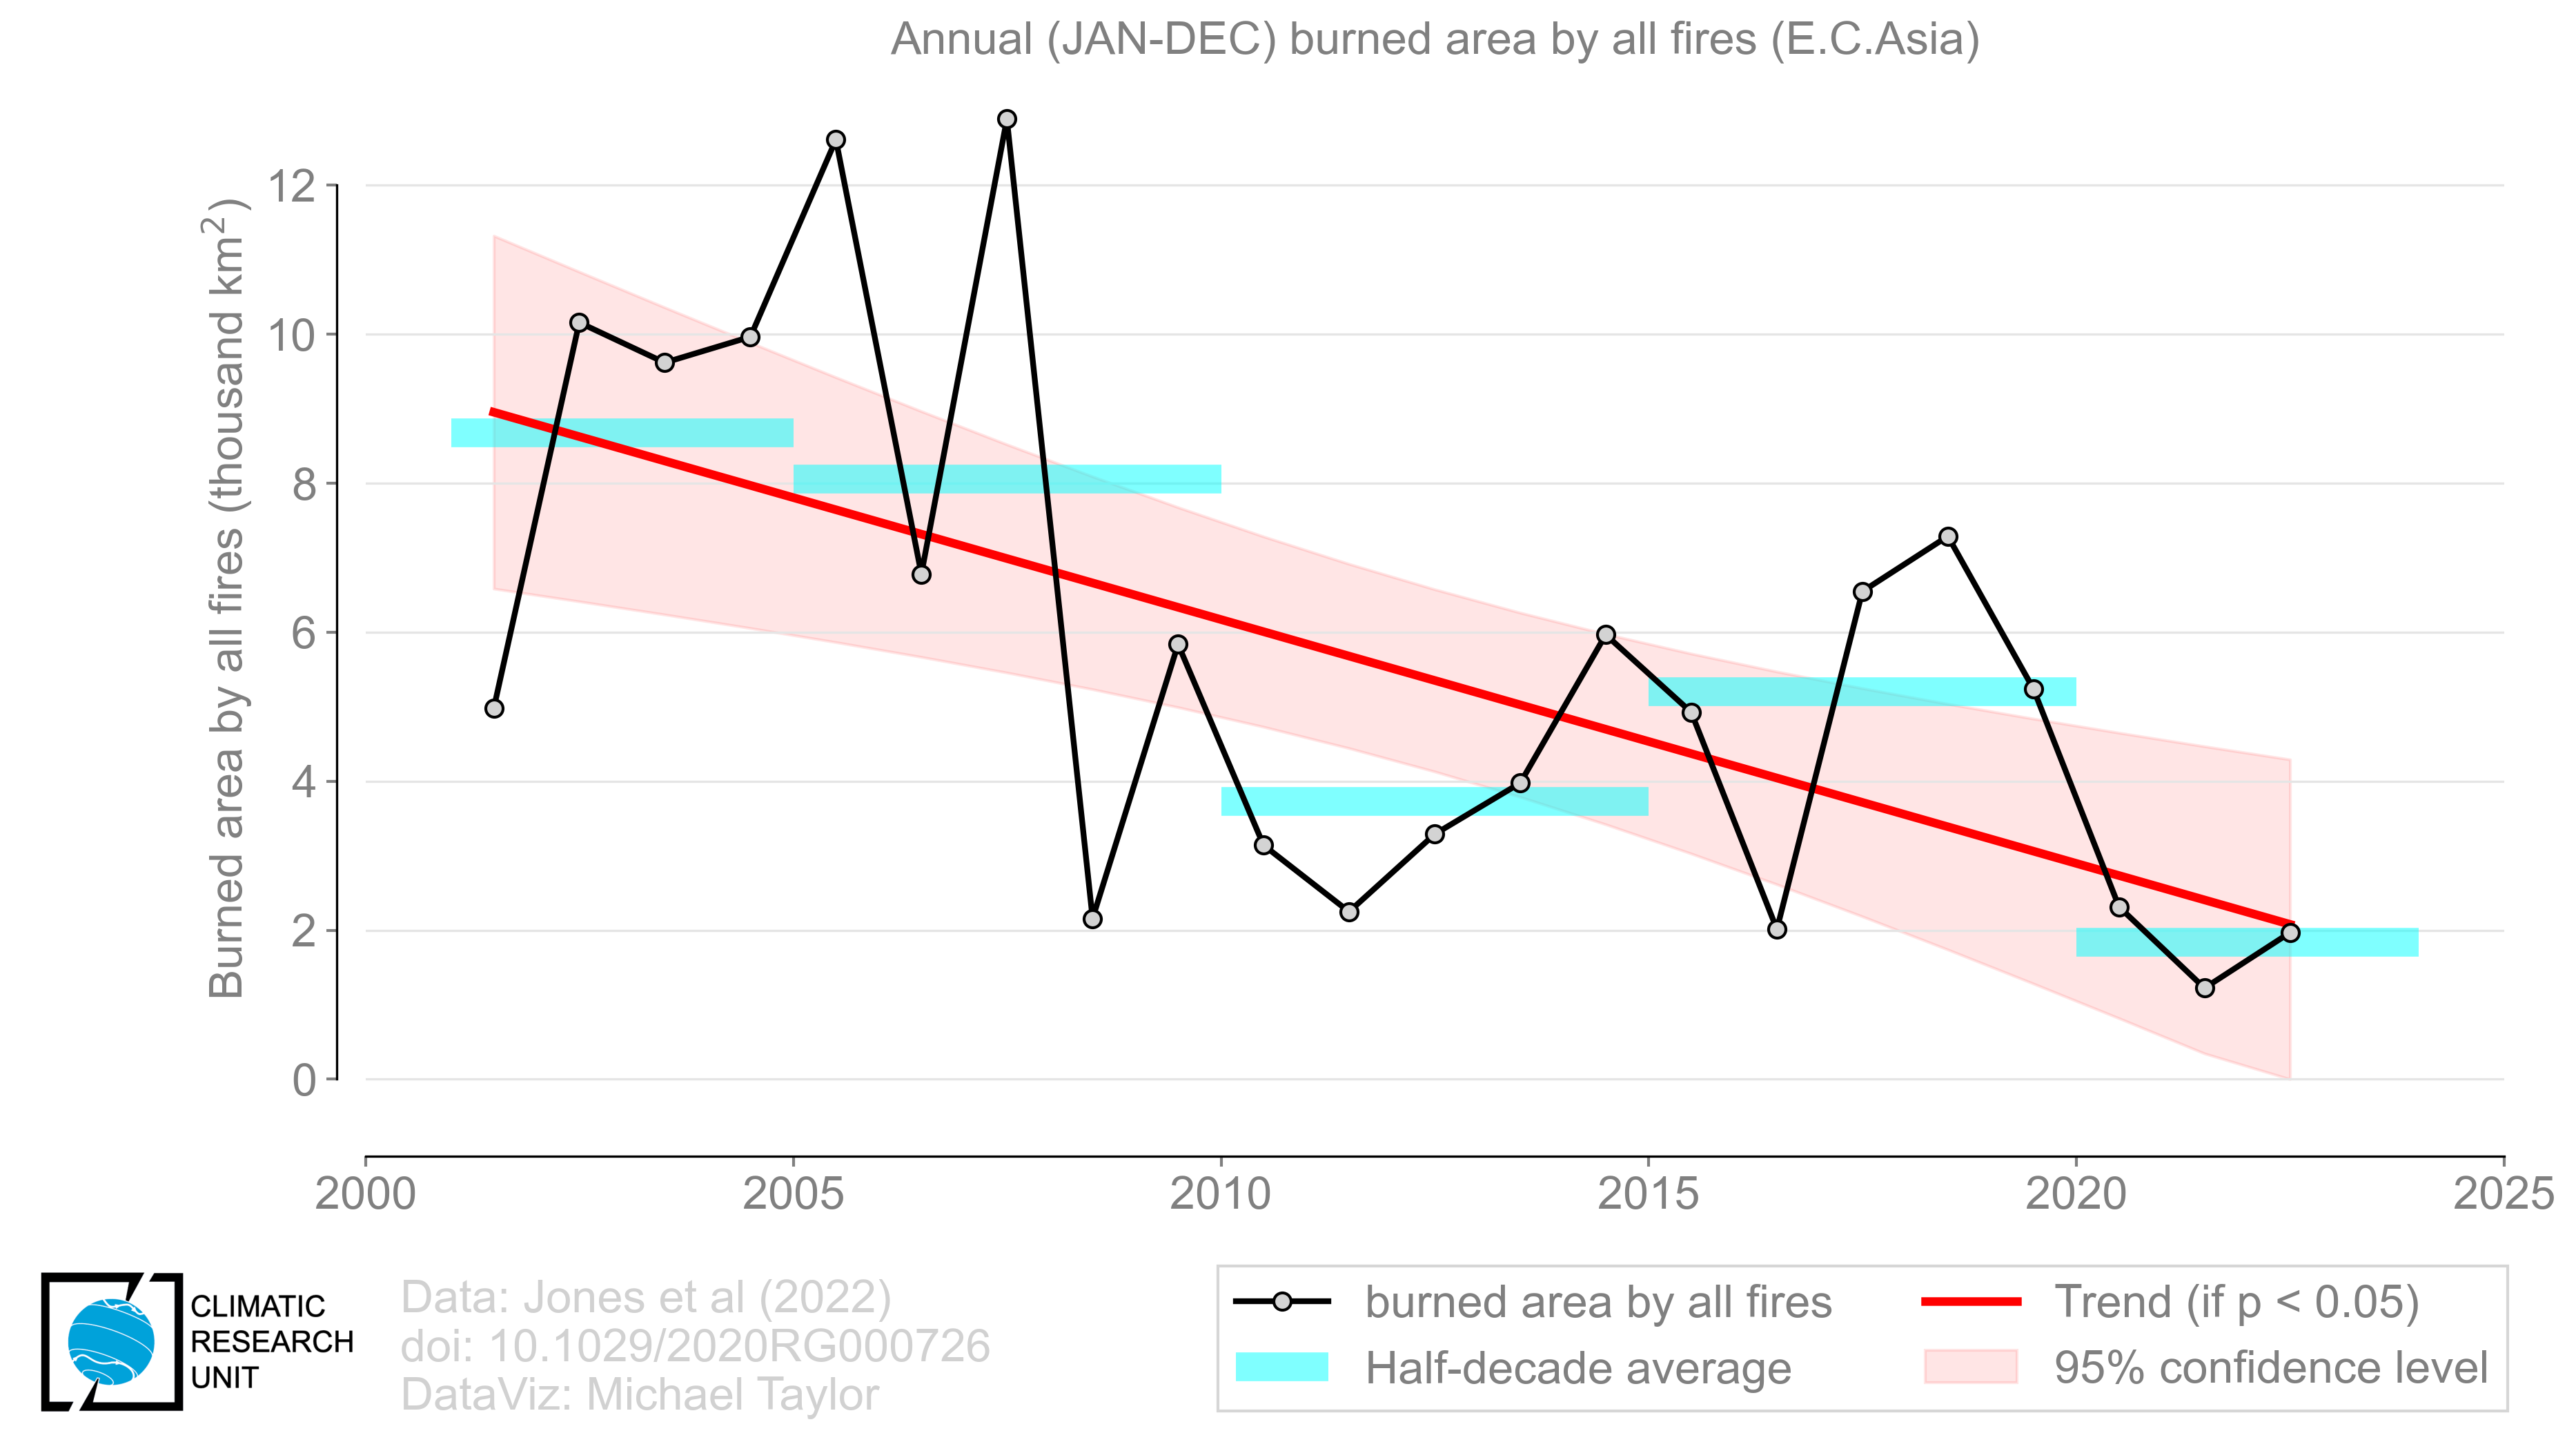 Annual (JAN-DEC) burned area by all fires (E.C.Asia)
Burned area by all fires (thousand km²)
12
10
8
6
4
2
0
2000 2005 2010 2015 2020 2025
CLIMATIC
RESEARCH
UNIT
Data: Jones et al (2022)
doi: 10.1029/2020RG000726
DataViz: Michael Taylor
burned area by all fires
Half-decade average
Trend (if p < 0.05)
95% confidence level